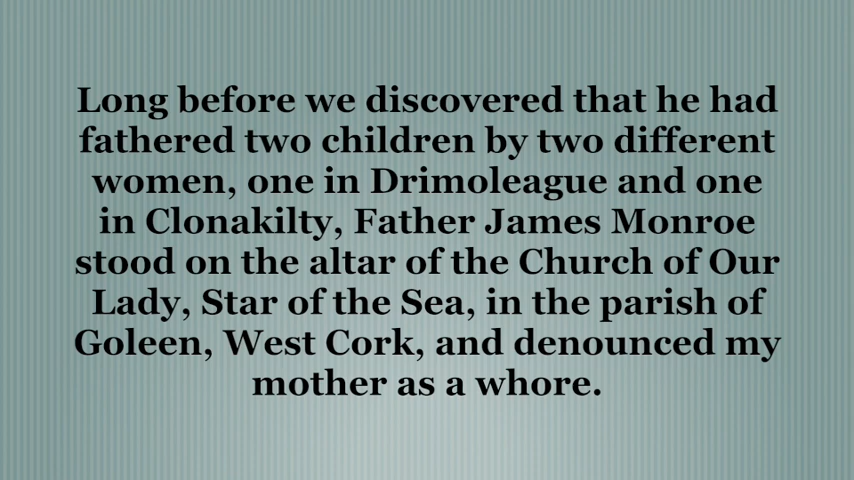 Long before we discovered that he had
fathered two children by two different
women, one in Drimoleague and one
in Clonakilty, Father James Monroe
stood on the altar of the Church of Our
Lady, Star of the Sea, in the parish of
Goleen, West Cork, and denounced my
mother as a whore.